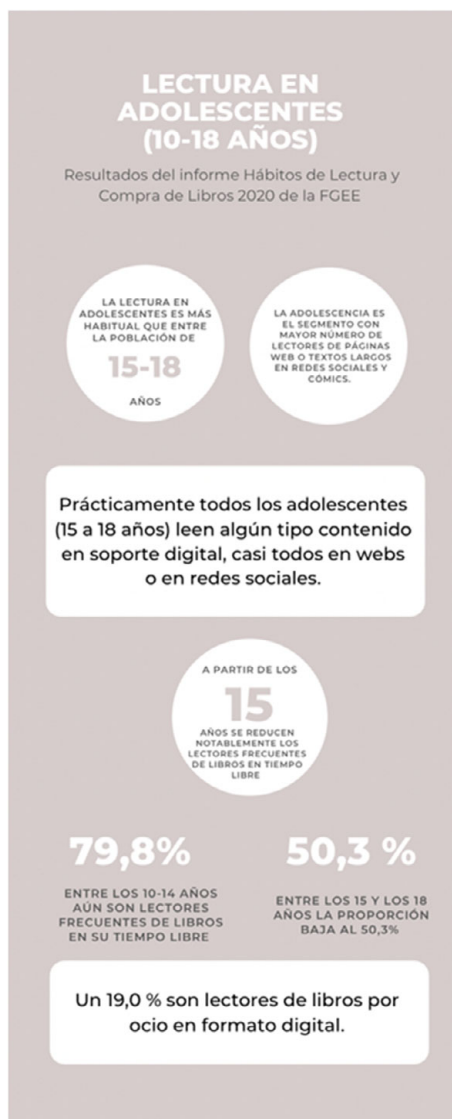 LECTURA EN
ADOLESCENTES
(10-18 AÑOS)
Resultados del informe Hábitos de Lectura y
Compra de Libros 2020 de la FGEE
LA LECTURA EN
ADOLESCENTES ES MÁS
HABITUAL QUE ENTRE
LA POBLACIÓN DE
15-18
AÑOS
LA ADOLESCENCIA ES
EL SEGMENTO CON
MAYOR NÚMERO DE
LECTORES DE PÁGINAS
WEB O TEXTOS LARGOS
EN REDES SOCIALES Y
CÓMICS.
Prácticamente todos los adolescentes
(15 a 18 años) leen algún tipo contenido
en soporte digital, casi todos en webs
o en redes sociales.
A PARTIR DE LOS
15
AÑOS SE REDUCEN
NOTABLEMENTE LOS
LECTORES FRECUENTES
DE LIBROS EN TIEMPO
LIBRE
79,8%
ENTRE LOS 10-14 AÑOS
AÚN SON LECTORES
FRECUENTES DE LIBROS
EN SU TIEMPO LIBRE
50,3 %
ENTRE LOS 15 Y LOS 18
AÑOS LA PROPORCIÓN
BAJA AL 50,3%
Un 19,0 % son lectores de libros por
ocio en formato digital.